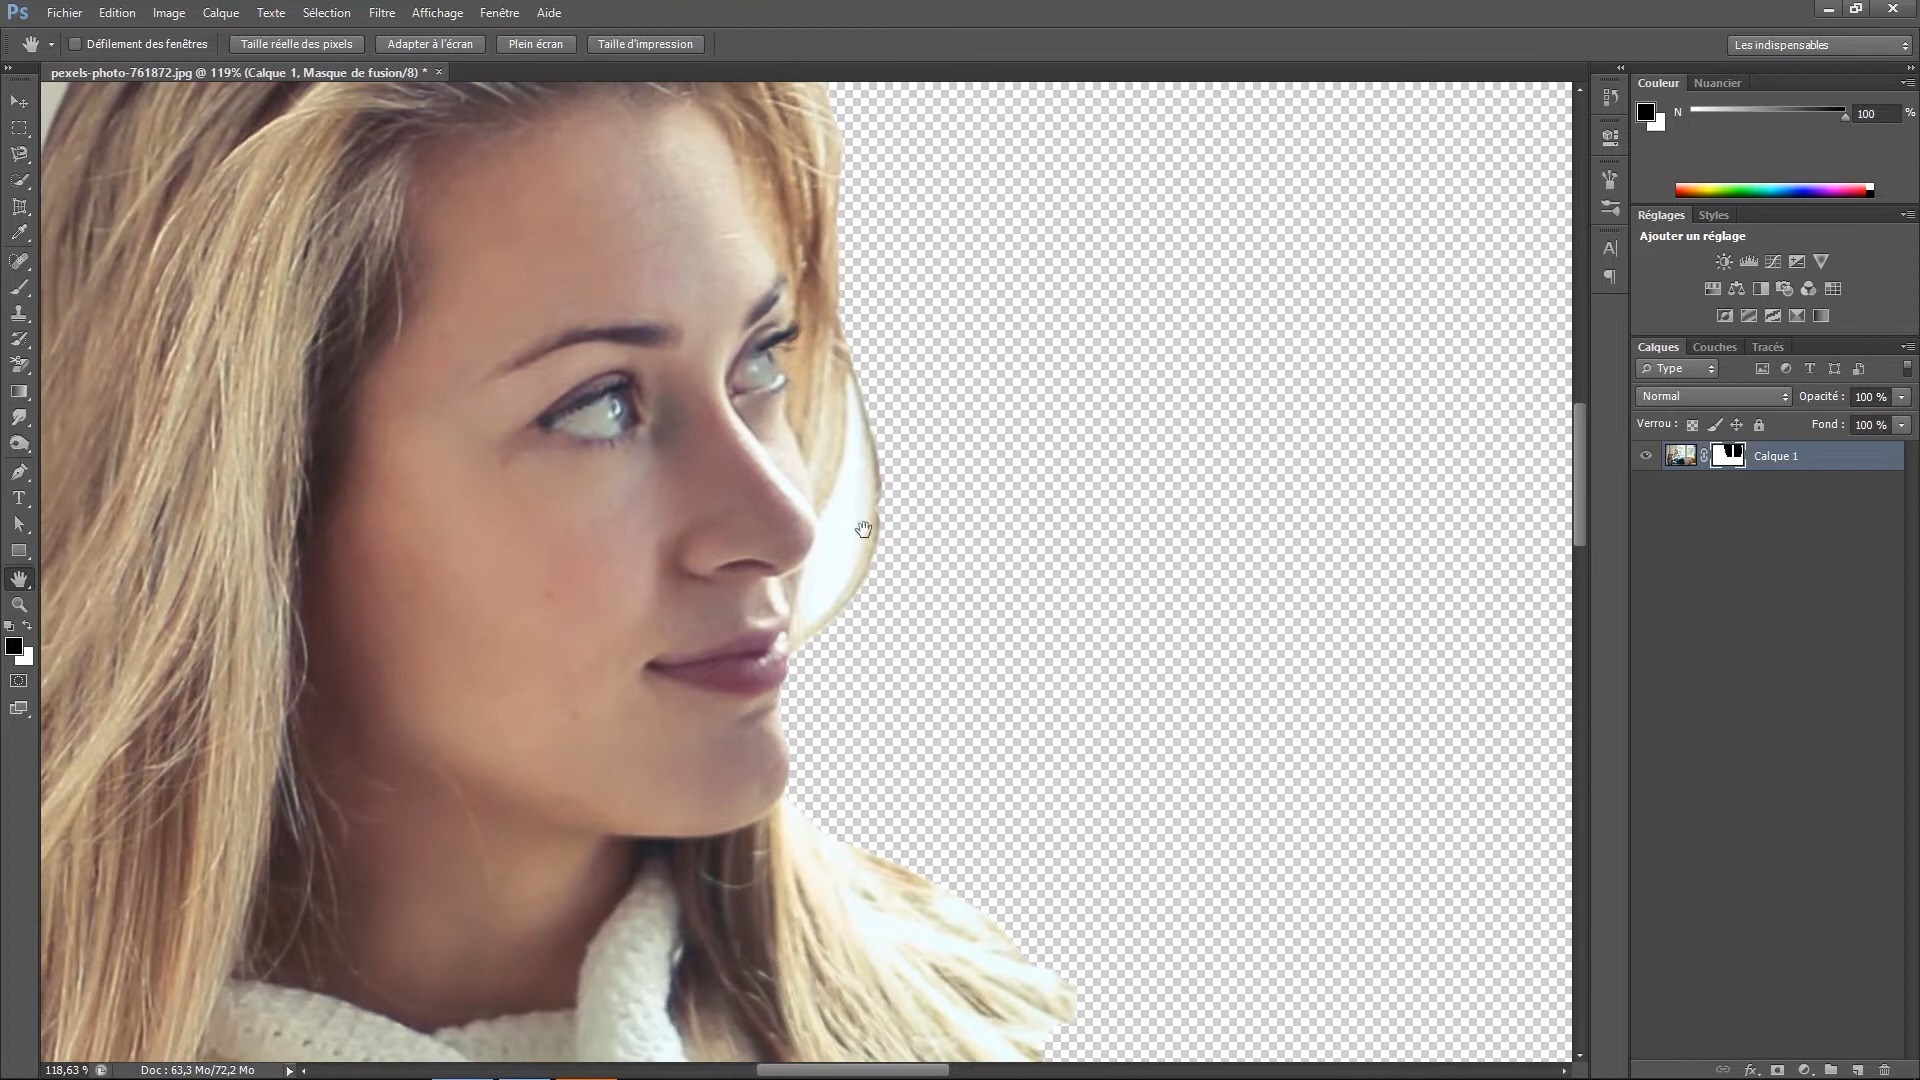 Ps Fichier Edition Image Calque Texte Sélection Filtre Affichage Fenêtre Aide
Défilement des fenêtres Taille réelle des pixels Adapter à l'écran Plein écran Taille d'impression Les indispensables
pexels-photo-761872.jpg @ 119% (Calque 1, Masque de fusion/8) * ×
Couleur Nuancier
N 100 %
Réglages Styles
Ajouter un réglage
Calques Couches Tracés
Type
Normal Opacité : 100 %
Verrou : Fond : 100 %
Calque 1
118,63 % Doc : 63,3 Mo/72,2 Mo